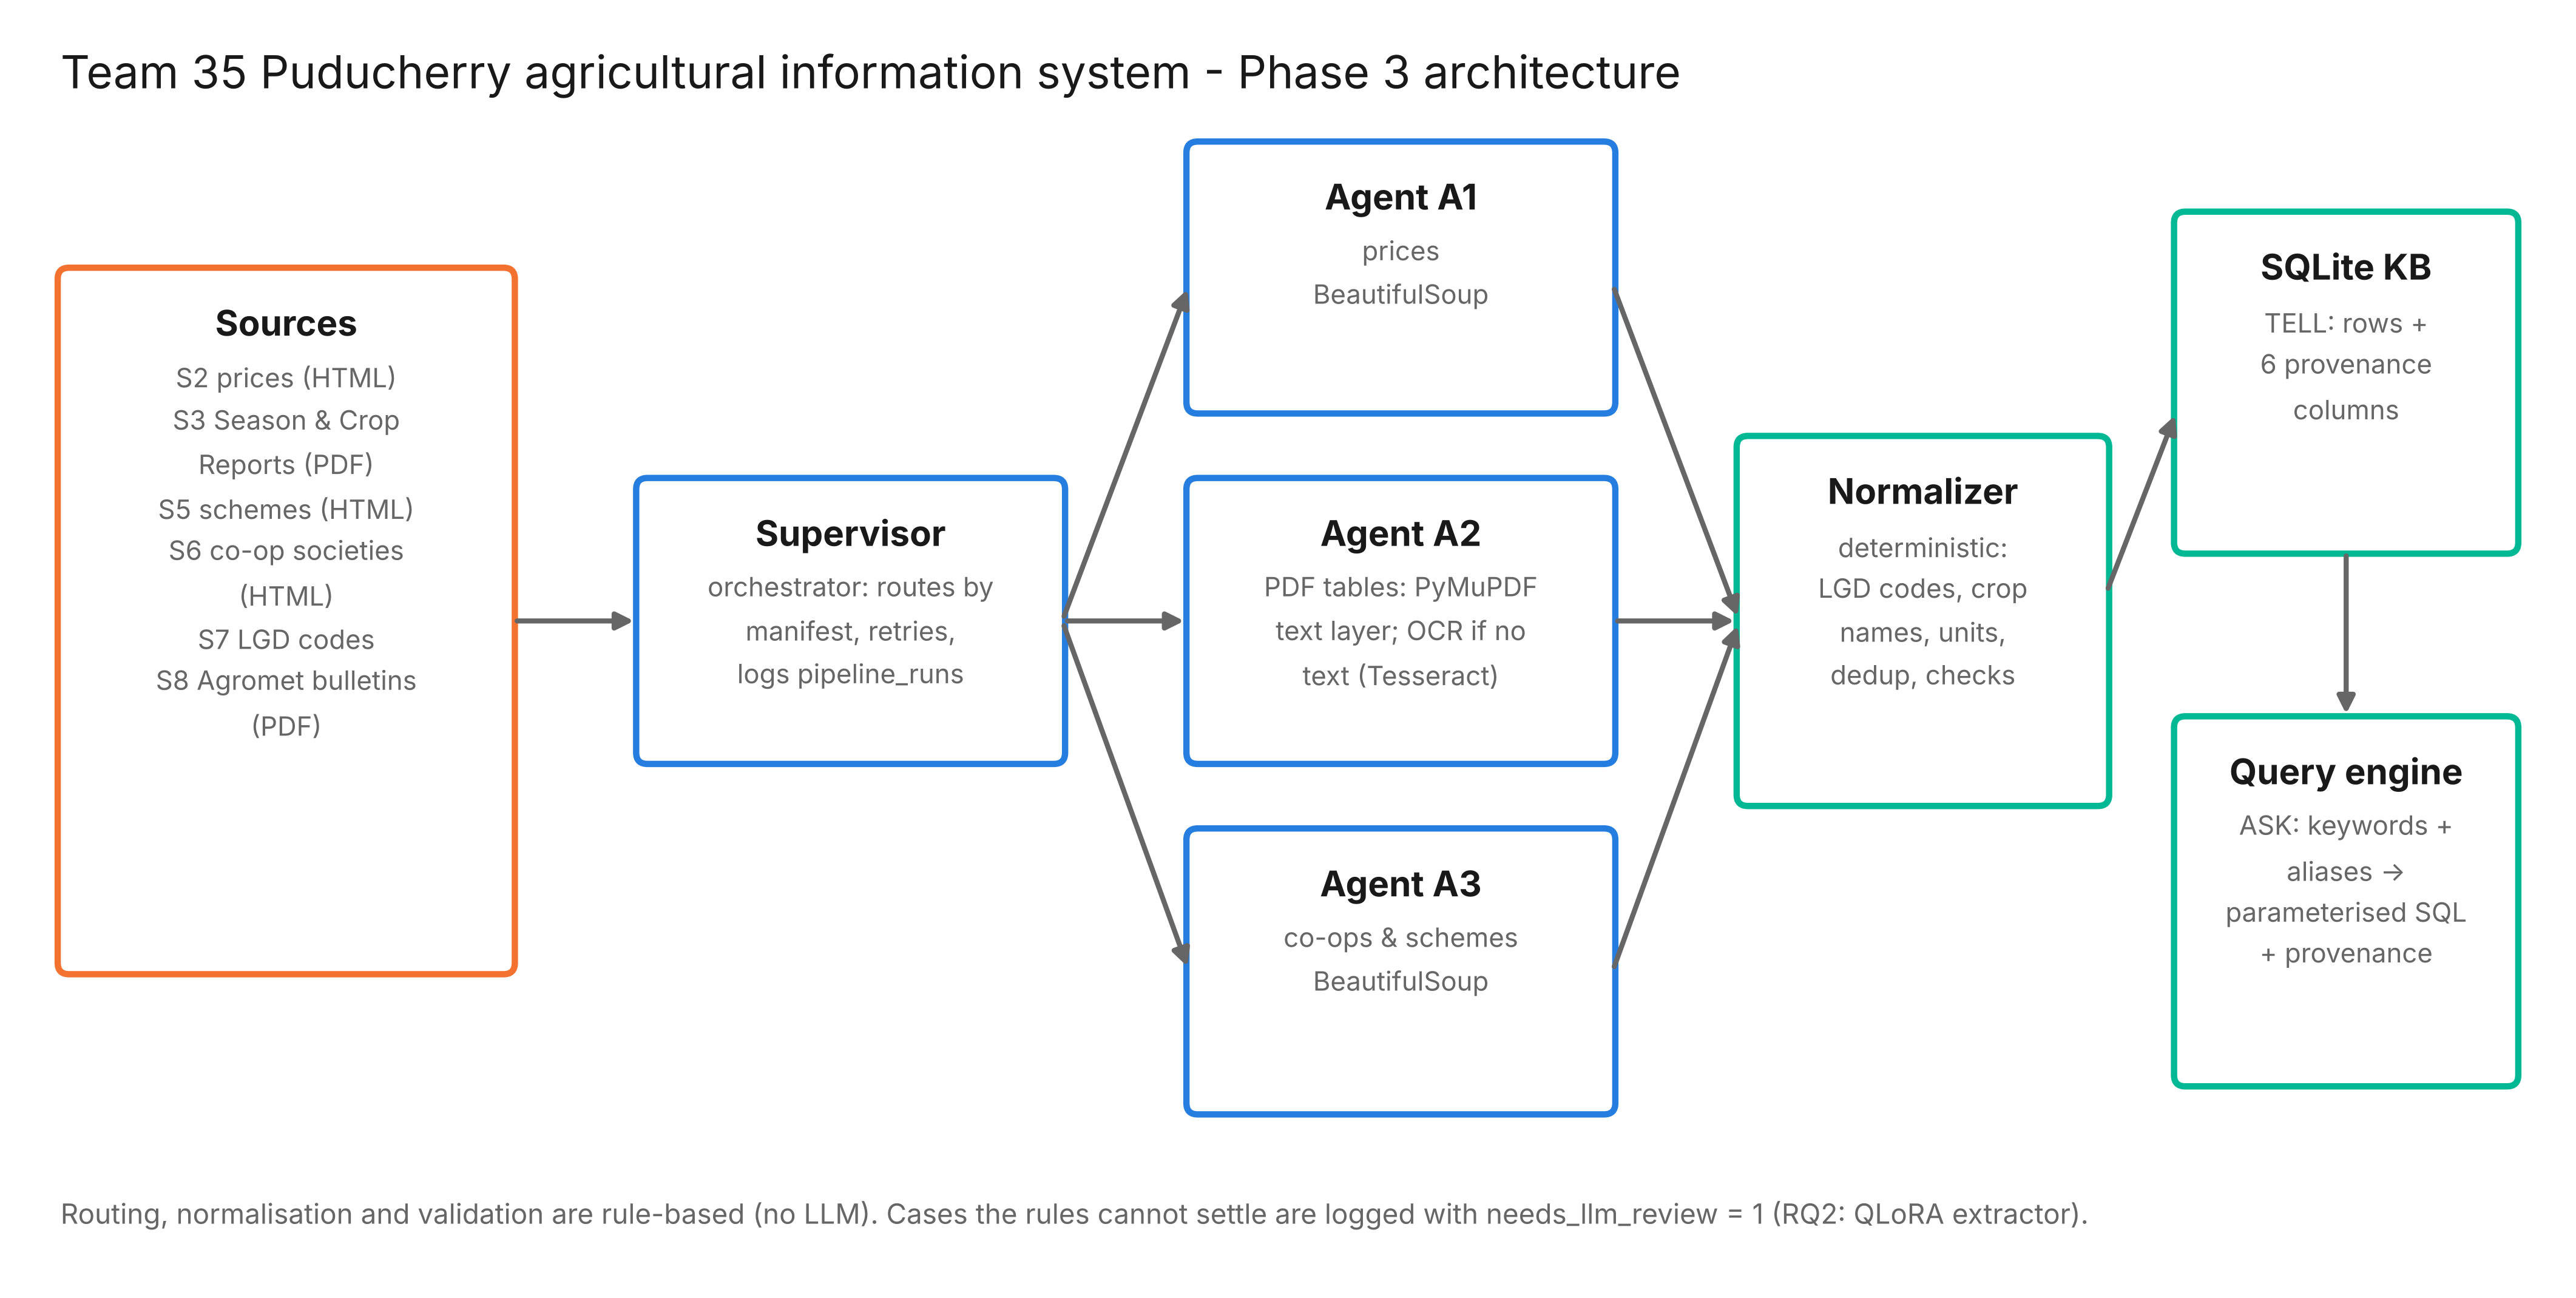 Team 35 Puducherry agricultural information system - Phase 3 architecture
Sources
S2 prices (HTML)
S3 Season & Crop
Reports (PDF)
S5 schemes (HTML)
S6 co-op societies
(HTML)
S7 LGD codes
S8 Agromet bulletins
(PDF)
Supervisor
orchestrator: routes by
manifest, retries,
logs pipeline_runs
Agent A1
prices
BeautifulSoup
Agent A2
PDF tables: PyMuPDF
text layer; OCR if no
text (Tesseract)
Agent A3
co-ops & schemes
BeautifulSoup
Normalizer
deterministic:
LGD codes, crop
names, units,
dedup, checks
SQLite KB
TELL: rows +
6 provenance
columns
Query engine
ASK: keywords +
aliases →
parameterised SQL
+ provenance
Routing, normalisation and validation are rule-based (no LLM). Cases the rules cannot settle are logged with needs_llm_review = 1 (RQ2: QLoRA extractor).